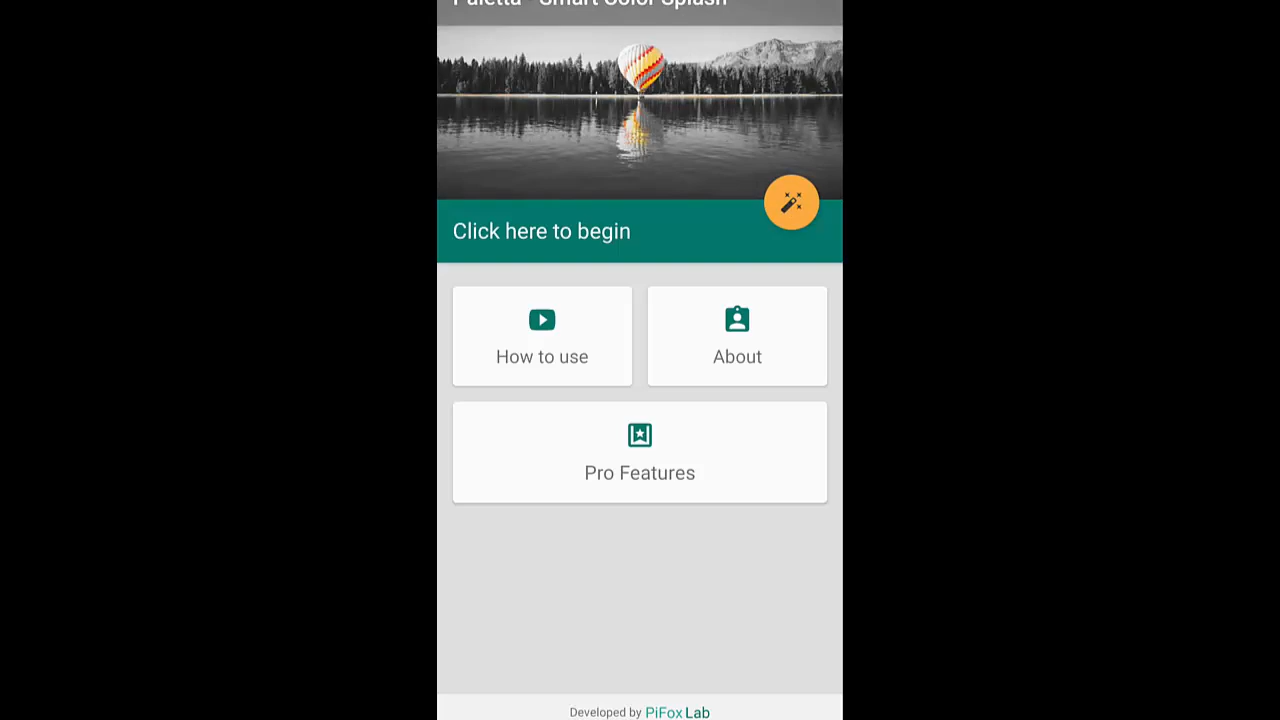 Paletta - Smart Color Splash
Click here to begin
How to use
About
Pro Features
Developed by PiFox Lab